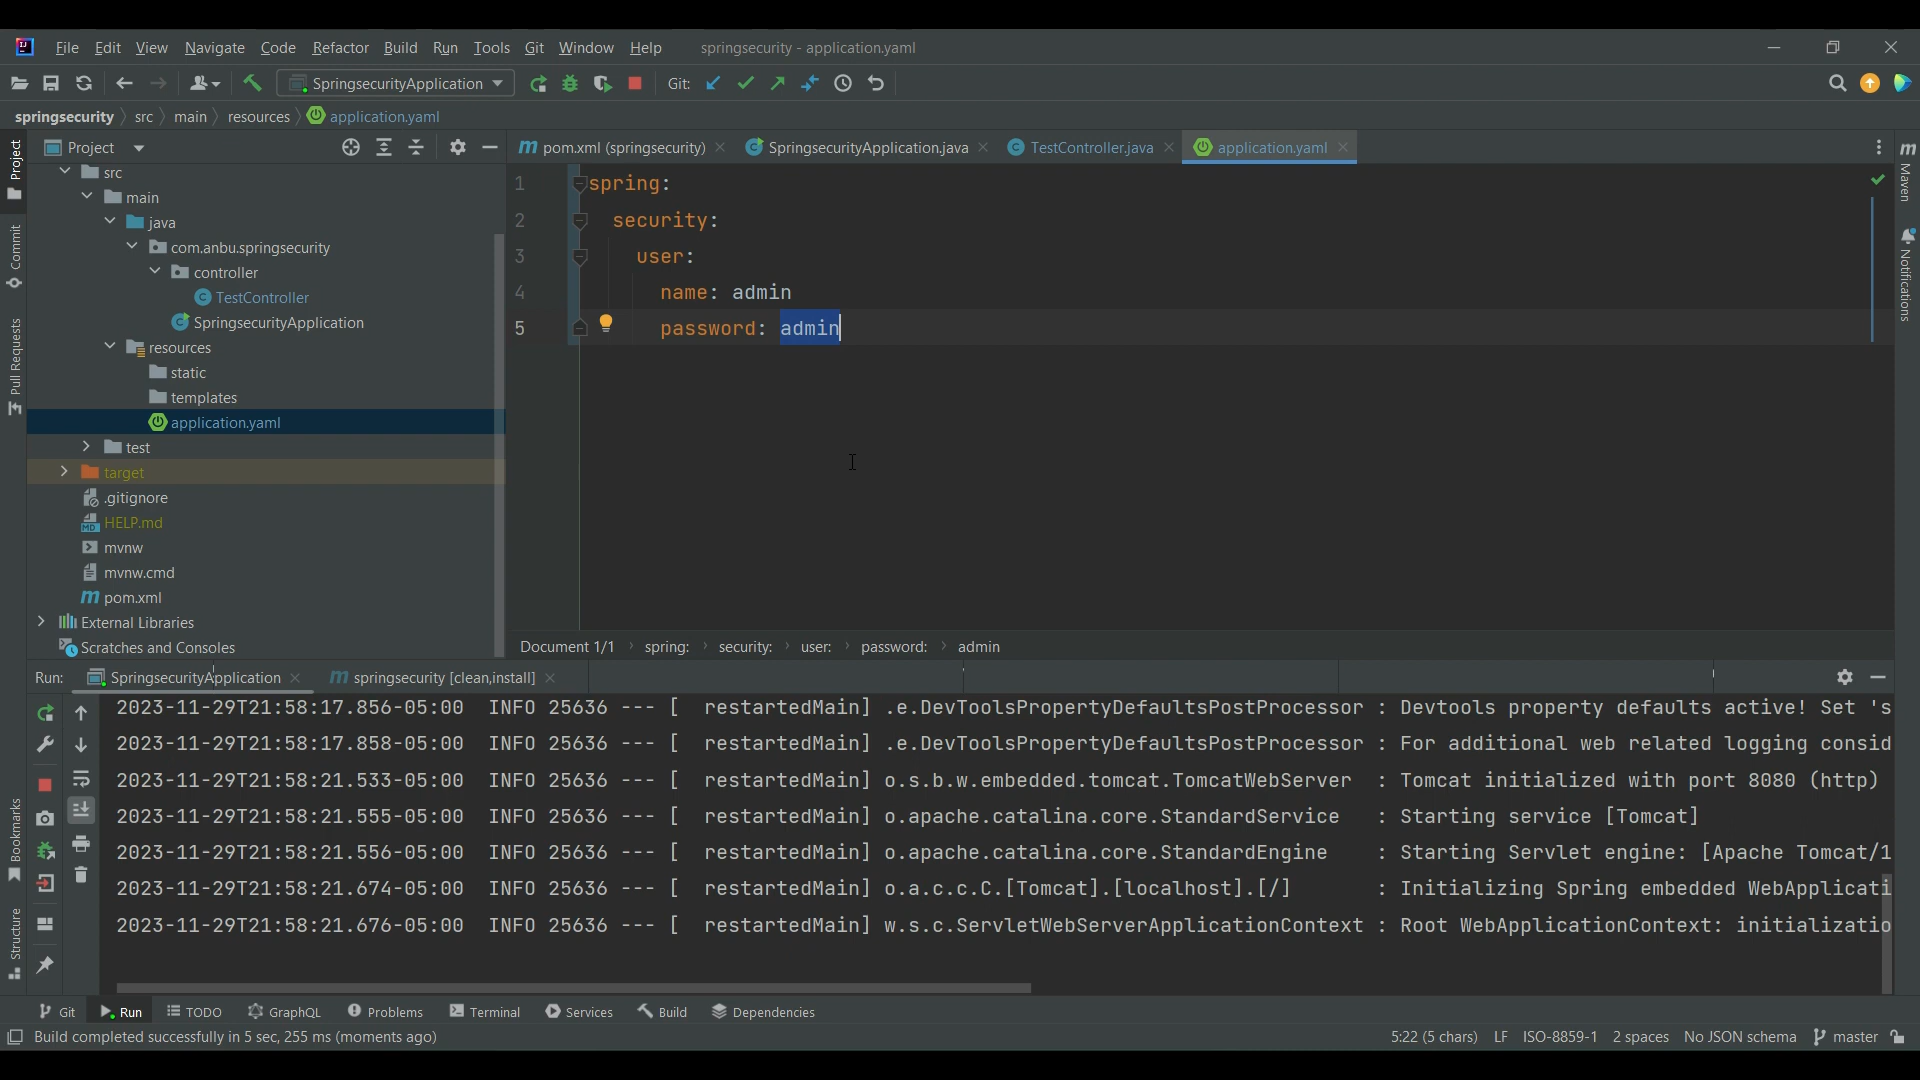 File Edit View Navigate Code Refactor Build Run Tools Git Window Help springsecurity - application.yaml
SpringsecurityApplication Git:
springsecurity src main resources application.yaml
Project
pom.xml (springsecurity) SpringsecurityApplication.java TestController.java application.yaml
Project
Commit
Pull Requests
Bookmarks
Structure
Maven
Notifications
src
main
java
com.anbu.springsecurity
controller
TestController
SpringsecurityApplication
resources
static
templates
application.yaml
test
target
.gitignore
HELP.md
mvnw
mvnw.cmd
pom.xml
External Libraries
Scratches and Consoles
1 spring:
2 security:
3 user:
4 name: admin
5 password: admin
Document 1/1 spring: security: user: password: admin
Run: SpringsecurityApplication springsecurity [clean,install]
2023-11-29T21:58:17.856-05:00 INFO 25636 --- [ restartedMain] .e.DevToolsPropertyDefaultsPostProcessor : Devtools property defaults active! Set 's
2023-11-29T21:58:17.858-05:00 INFO 25636 --- [ restartedMain] .e.DevToolsPropertyDefaultsPostProcessor : For additional web related logging consid
2023-11-29T21:58:21.533-05:00 INFO 25636 --- [ restartedMain] o.s.b.w.embedded.tomcat.TomcatWebServer : Tomcat initialized with port 8080 (http)
2023-11-29T21:58:21.555-05:00 INFO 25636 --- [ restartedMain] o.apache.catalina.core.StandardService : Starting service [Tomcat]
2023-11-29T21:58:21.556-05:00 INFO 25636 --- [ restartedMain] o.apache.catalina.core.StandardEngine : Starting Servlet engine: [Apache Tomcat/1
2023-11-29T21:58:21.674-05:00 INFO 25636 --- [ restartedMain] o.a.c.c.C.[Tomcat].[localhost].[/] : Initializing Spring embedded WebApplicati
2023-11-29T21:58:21.676-05:00 INFO 25636 --- [ restartedMain] w.s.c.ServletWebServerApplicationContext : Root WebApplicationContext: initializatio
Git Run TODO GraphQL Problems Terminal Services Build Dependencies
Build completed successfully in 5 sec, 255 ms (moments ago) 5:22 (5 chars) LF ISO-8859-1 2 spaces No JSON schema master